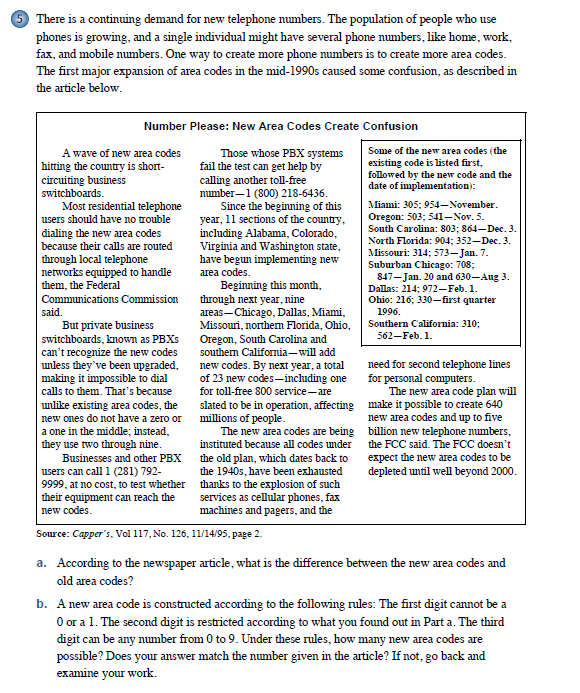 5 There is a continuing demand for new telephone numbers. The population of people who use
phones is growing, and a single individual might have several phone numbers, like home, work,
fax, and mobile numbers. One way to create more phone numbers is to create more area codes.
The first major expansion of area codes in the mid-1990s caused some confusion, as described in
the article below.
Number Please: New Area Codes Create Confusion
A wave of new area codes
hitting the country is short-
circuiting business
switchboards.
Most residential telephone
users should have no trouble
dialing the new area codes
because their calls are routed
through local telephone
networks equipped to handle
them, the Federal
Communications Commission
said.
But private business
switchboards, known as PBXs
can't recognize the new codes
unless they've been upgraded,
making it impossible to dial
calls to them. That's because
unlike existing area codes, the
new ones do not have a zero or
a one in the middle; instead,
they use two through nine.
Businesses and other PBX
users can call 1 (281) 792-
9999, at no cost, to test whether
their equipment can reach the
new codes.
Those whose PBX systems
fail the test can get help by
calling another toll-free
number—1 (800) 218-6436.
Since the beginning of this
year, 11 sections of the country,
including Alabama, Colorado,
Virginia and Washington state,
have begun implementing new
area codes.
Beginning this month,
through next year, nine
areas—Chicago, Dallas, Miami,
Missouri, northern Florida, Ohio,
Oregon, South Carolina and
southern California—will add
new codes. By next year, a total
of 23 new codes—including one
for toll-free 800 service—are
slated to be in operation, affecting
millions of people.
The new area codes are being
instituted because all codes under
the old plan, which dates back to
the 1940s, have been exhausted
thanks to the explosion of such
services as cellular phones, fax
machines and pagers, and the
Some of the new area codes (the
existing code is listed first,
followed by the new code and the
date of implementation):
Miami: 305; 954—November.
Oregon: 503; 541—Nov. 5.
South Carolina: 803; 864—Dec. 3.
North Florida: 904; 352—Dec. 3.
Missouri: 314; 573—Jan. 7.
Suburban Chicago: 708;
847—Jan. 20 and 630—Aug 3.
Dallas: 214; 972—Feb. 1.
Ohio: 216; 330—first quarter
1996.
Southern California: 310;
562—Feb. 1.
need for second telephone lines
for personal computers.
The new area code plan will
make it possible to create 640
new area codes and up to five
billion new telephone numbers,
the FCC said. The FCC doesn't
expect the new area codes to be
depleted until well beyond 2000.
Source: Capper's, Vol 117, No. 126, 11/14/95, page 2.
a. According to the newspaper article, what is the difference between the new area codes and
old area codes?
b. A new area code is constructed according to the following rules: The first digit cannot be a
0 or a 1. The second digit is restricted according to what you found out in Part a. The third
digit can be any number from 0 to 9. Under these rules, how many new area codes are
possible? Does your answer match the number given in the article? If not, go back and
examine your work.